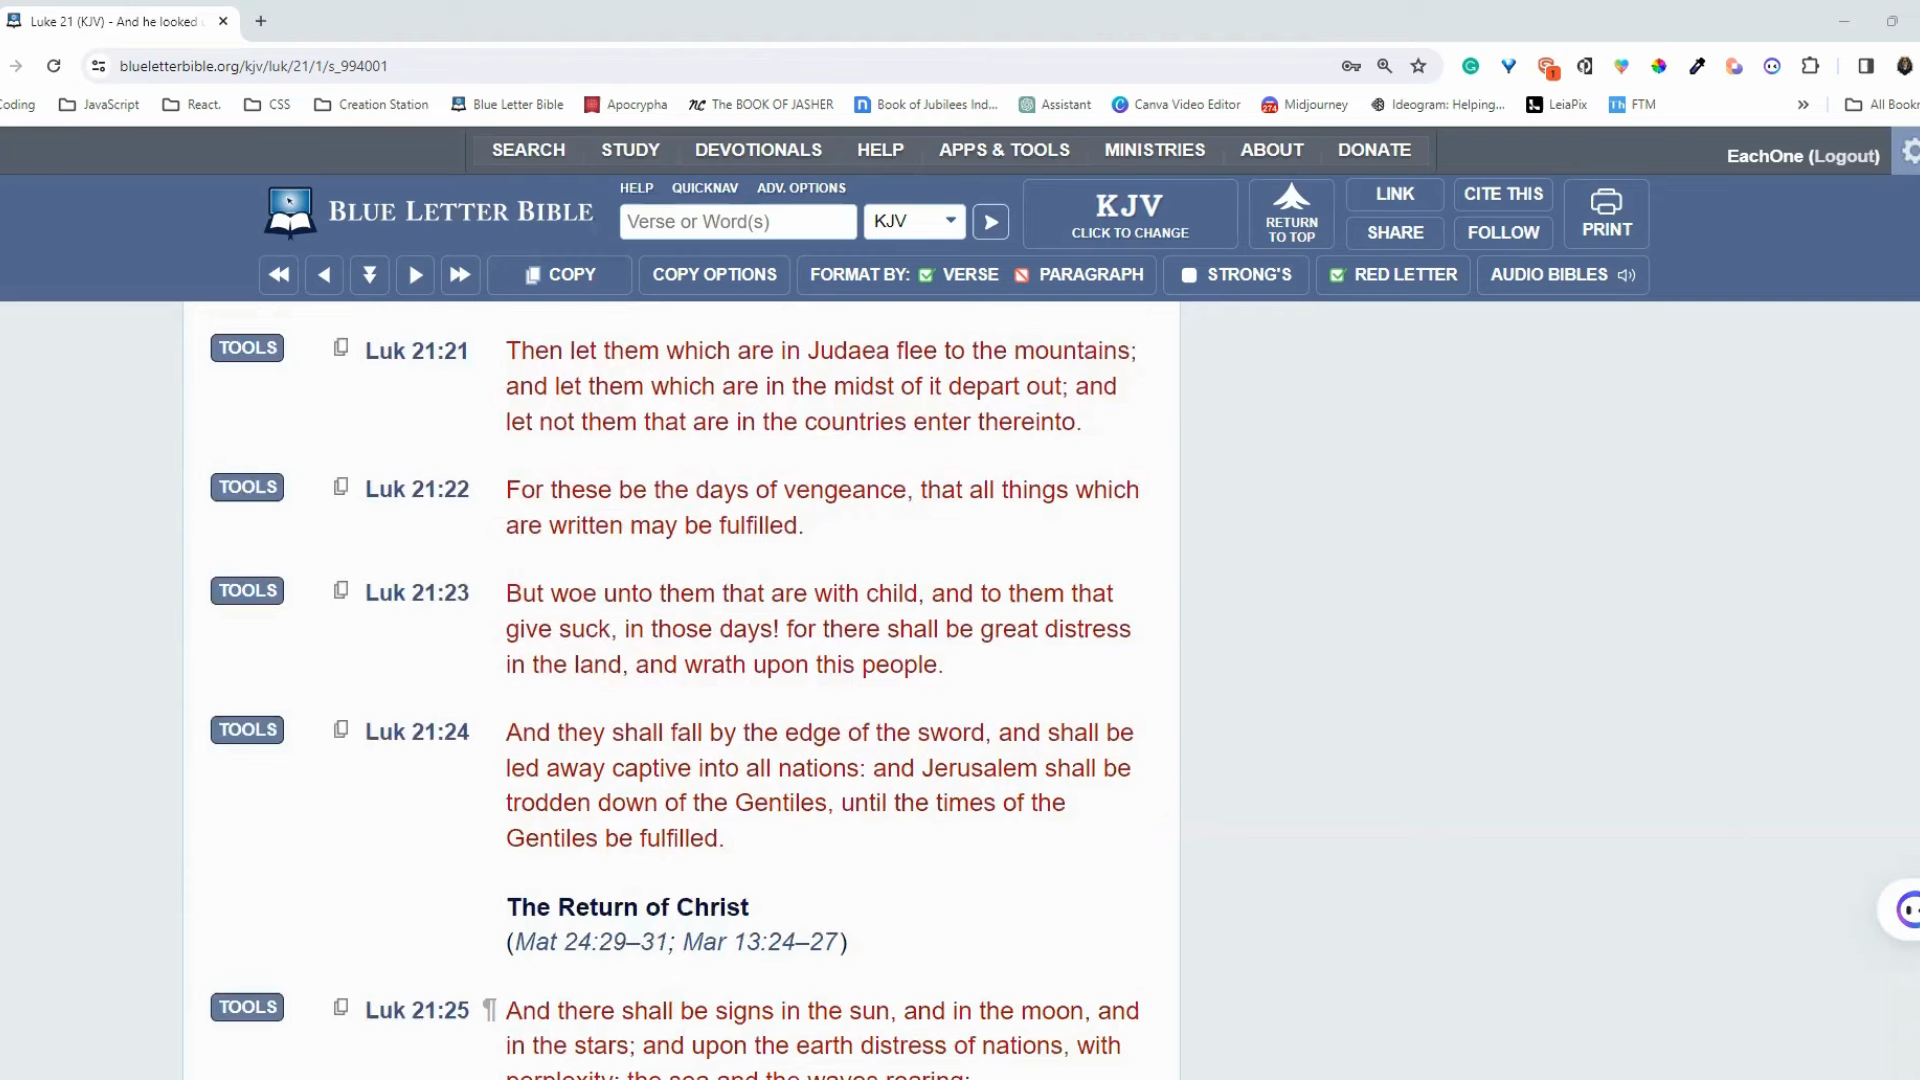 Luke 21 (KJV) - And he looked
blueletterbible.org/kjv/luk/21/1/s_994001
1
oding JavaScript React. CSS Creation Station Blue Letter Bible Apocrypha The BOOK OF JASHER Book of Jubilees Ind... Assistant Canva Video Editor 274 Midjourney Ideogram: Helping... LeiaPix Th FTM » All Bookr
SEARCH STUDY DEVOTIONALS HELP APPS & TOOLS MINISTRIES ABOUT DONATE
EachOne (Logout)
HELP QUICKNAV ADV. OPTIONS
BLUE LETTER BIBLE
Verse or Word(s) KJV
KJV
CLICK TO CHANGE
RETURN
TO TOP
LINK CITE THIS
SHARE FOLLOW
PRINT
COPY COPY OPTIONS FORMAT BY: VERSE PARAGRAPH STRONG'S RED LETTER AUDIO BIBLES
TOOLS Luk 21:21 Then let them which are in Judaea flee to the mountains;
and let them which are in the midst of it depart out; and
let not them that are in the countries enter thereinto.
TOOLS Luk 21:22 For these be the days of vengeance, that all things which
are written may be fulfilled.
TOOLS Luk 21:23 But woe unto them that are with child, and to them that
give suck, in those days! for there shall be great distress
in the land, and wrath upon this people.
TOOLS Luk 21:24 And they shall fall by the edge of the sword, and shall be
led away captive into all nations: and Jerusalem shall be
trodden down of the Gentiles, until the times of the
Gentiles be fulfilled.
The Return of Christ
(Mat 24:29–31; Mar 13:24–27)
TOOLS Luk 21:25 ¶ And there shall be signs in the sun, and in the moon, and
in the stars; and upon the earth distress of nations, with
perplexity; the sea and the waves roaring;